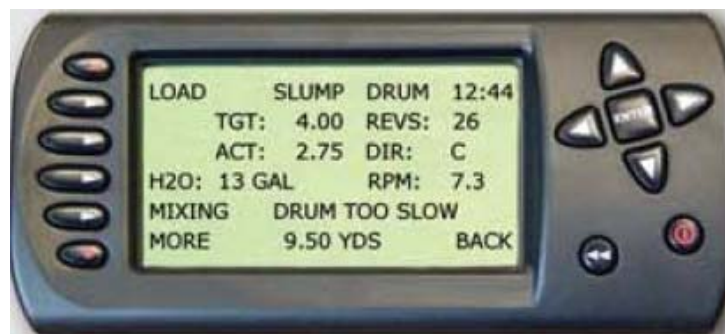 LOAD SLUMP DRUM 12:44
TGT: 4.00 REVS: 26
ACT: 2.75 DIR: C
H2O: 13 GAL RPM: 7.3
MIXING DRUM TOO SLOW
MORE 9.50 YDS BACK
ENTER